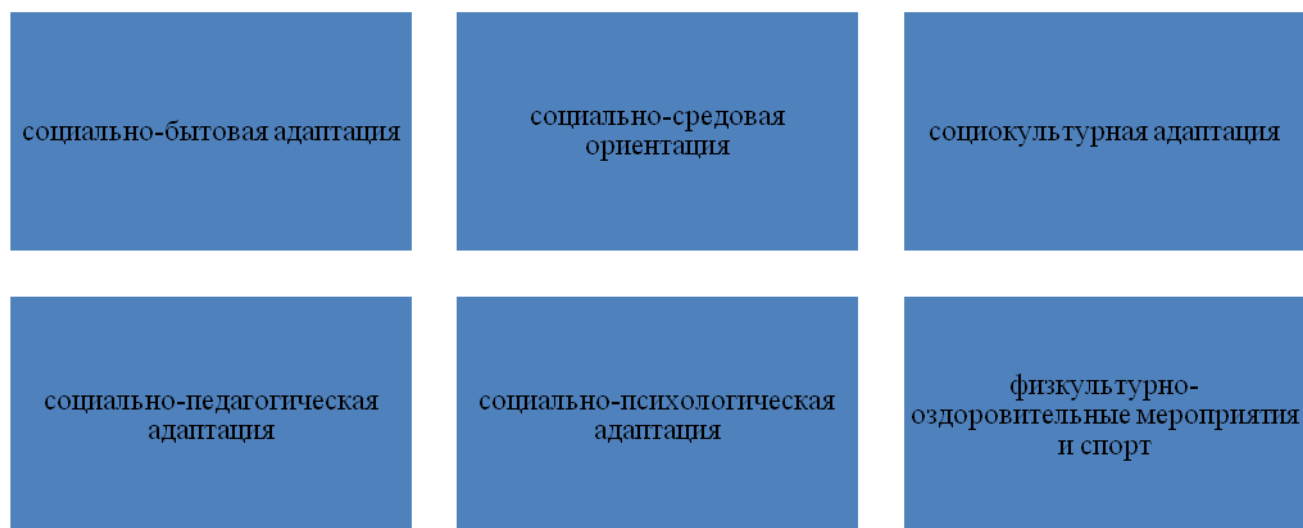 социально-бытовая адаптация
социально-средовая
ориентация
социокультурная адаптация
социально-педагогическая
адаптация
социально-психологическая
адаптация
физкультурно-
оздоровительные мероприятия
и спорт